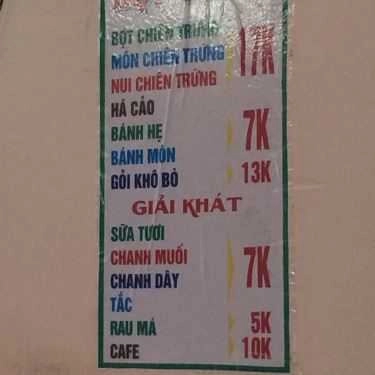 BỘT CHIÊN TRỨNG
MÔN CHIÊN TRỨNG
17K
NUI CHIÊN TRỨNG
HÁ CẢO
BÁNH HẸ
7K
BÁNH MÔN
GỎI KHÔ BÒ
13K
GIẢI KHÁT
SỮA TƯƠI
CHANH MUỐI
7K
CHANH DÂY
TẮC
RAU MÁ
5K
CAFE
10K